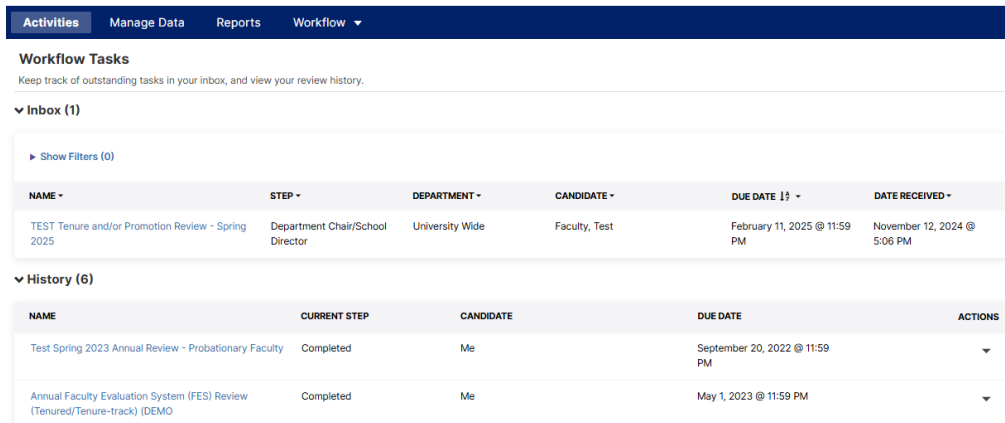 Activities Manage Data Reports Workflow
Workflow Tasks
Keep track of outstanding tasks in your inbox, and view your review history.
Inbox (1)
Show Filters (0)
NAME STEP DEPARTMENT CANDIDATE DUE DATE DATE RECEIVED
TEST Tenure and/or Promotion Review - Spring Department Chair/School University Wide Faculty, Test February 11, 2025 @ 11:59 November 12, 2024 @
2025 Director PM 5:06 PM
History (6)
NAME CURRENT STEP CANDIDATE DUE DATE ACTIONS
Test Spring 2023 Annual Review - Probationary Faculty Completed Me September 20, 2022 @ 11:59
PM
Annual Faculty Evaluation System (FES) Review Completed Me May 1, 2023 @ 11:59 PM
(Tenured/Tenure-track) (DEMO